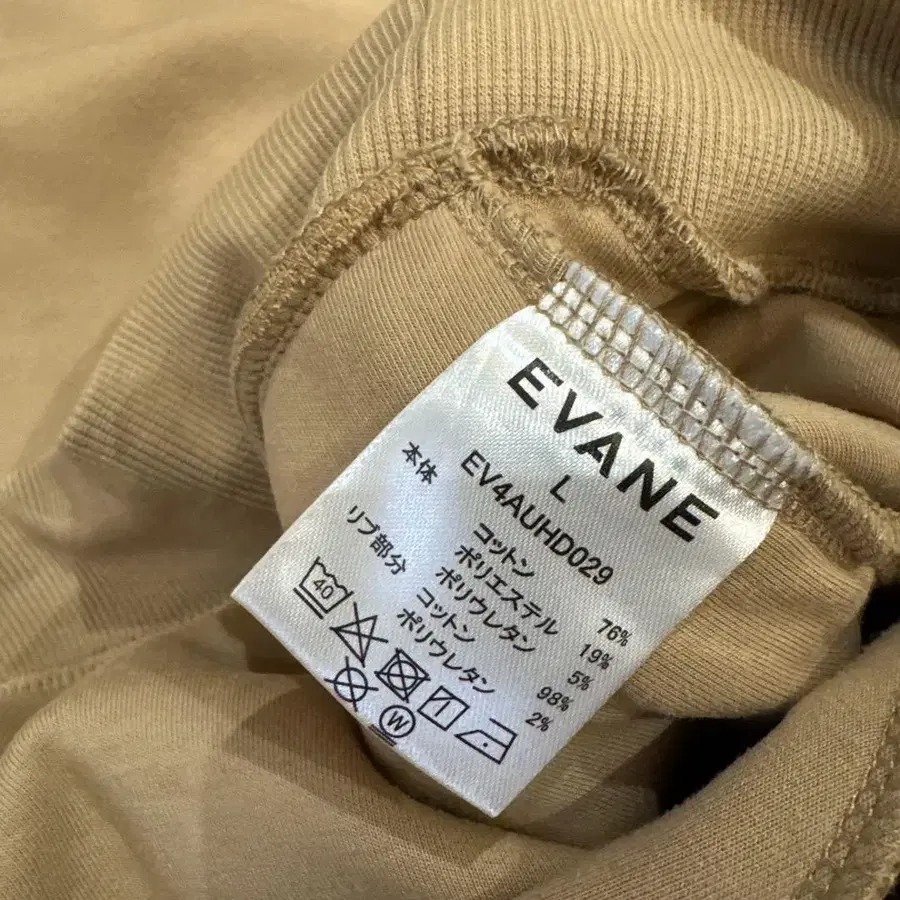 EVANE
L
EV4AUHD029
本体 コットン 76%
ポリエステル 19%
ポリウレタン 5%
リブ部分 コットン 98%
ポリウレタン 2%
40
W